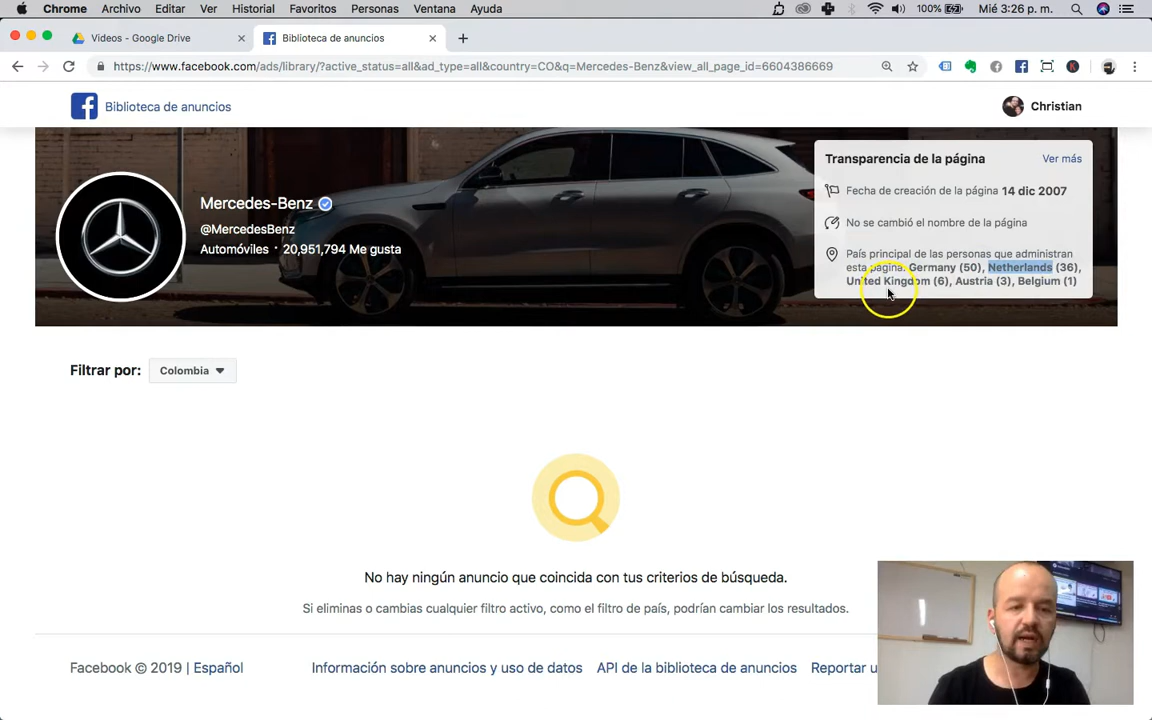 Chrome Archivo Editar Ver Historial Favoritos Personas Ventana Ayuda 100% Mié 3:26 p. m.
Videos - Google Drive Biblioteca de anuncios
https://www.facebook.com/ads/library/?active_status=all&ad_type=all&country=CO&q=Mercedes-Benz&view_all_page_id=6604386669
Biblioteca de anuncios Christian
Transparencia de la página Ver más
Fecha de creación de la página 14 dic 2007
Mercedes-Benz
@MercedesBenz
Automóviles · 20,951,794 Me gusta
No se cambió el nombre de la página
País principal de las personas que administran
esta página: Germany (50), Netherlands (36),
United Kingdom (6), Austria (3), Belgium (1)
Filtrar por: Colombia
No hay ningún anuncio que coincida con tus criterios de búsqueda.
Si eliminas o cambias cualquier filtro activo, como el filtro de país, podrían cambiar los resultados.
Facebook © 2019 | Español Información sobre anuncios y uso de datos API de la biblioteca de anuncios Reportar u